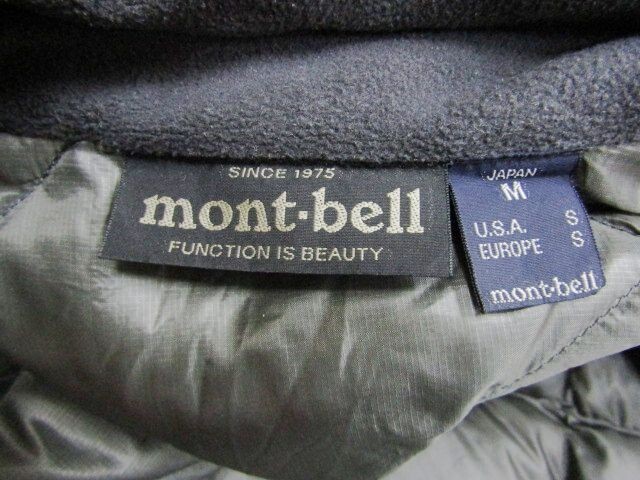 SINCE 1975
mont-bell
FUNCTION IS BEAUTY
JAPAN
M
U.S.A. S
EUROPE S
mont-bell